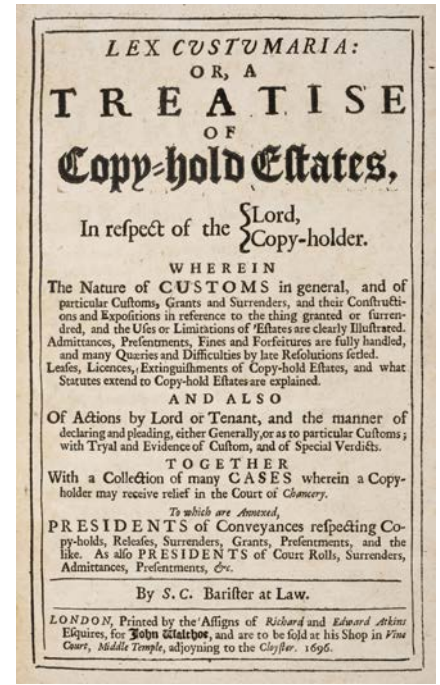 LEX CVSTVMARIA:
OR, A
TREATISE
OF
Copy-hold Eſtates,
In reſpect of the {Lord,
Copy-holder.
WHEREIN
The Nature of CUSTOMS in general, and of
particular Cuſtoms, Grants and Surrenders, and their Conſtructi-
ons and Expoſitions in reference to the thing granted or ſurren-
dred, and the Uſes or Limitations of Eſtates are clearly Illuſtrated.
Admittances, Preſentments, Fines and Forfeitures are fully handled,
and many Quæries and Difficulties by late Reſolutions ſetled.
Leaſes, Licences, Extinguiſhments of Copy-hold Eſtates, and what
Statutes extend to Copy-hold Eſtates are explained.
AND ALSO
Of Actions by Lord or Tenant, and the manner of
declaring and pleading, either Generally, or as to particular Cuſtoms;
with Tryal and Evidence of Cuſtom, and of Special Verdicts.
TOGETHER
With a Collection of many CASES wherein a Copy-
holder may receive relief in the Court of Chancery.
To which are Annexed,
PRESIDENTS of Conveyances reſpecting Co-
py-holds, Releaſes, Surrenders, Grants, Preſentments, and the
like. As alſo PRESIDENTS of Court Rolls, Surrenders,
Admittances, Preſentments, &c.
By S. C. Bariſter at Law.
LONDON, Printed by the Aſſigns of Richard and Edward Atkins
Eſquires, for John Walthoe, and are to be ſold at his Shop in Vine
Court, Middle Temple, adjoyning to the Cloyſter. 1696.